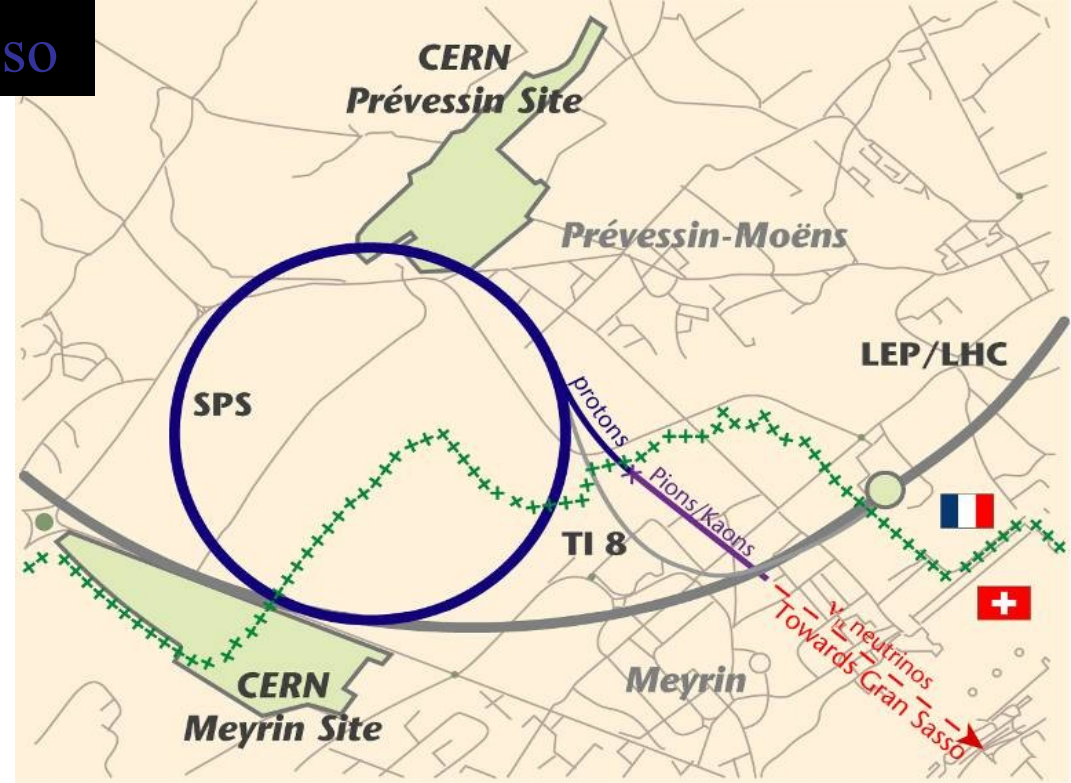 so
CERN
Prévessin Site
Prévessin-Moëns
LEP/LHC
SPS
protons
Pions/Kaons
TI 8
ν neutrinos
Towards Gran Sasso
Meyrin
CERN
Meyrin Site